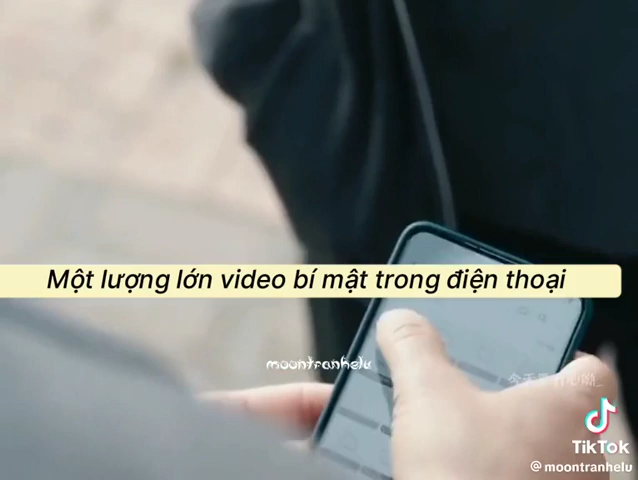 Một lượng lớn video bí mật trong điện thoại
moontranhelu
TikTok
@moontranhelu